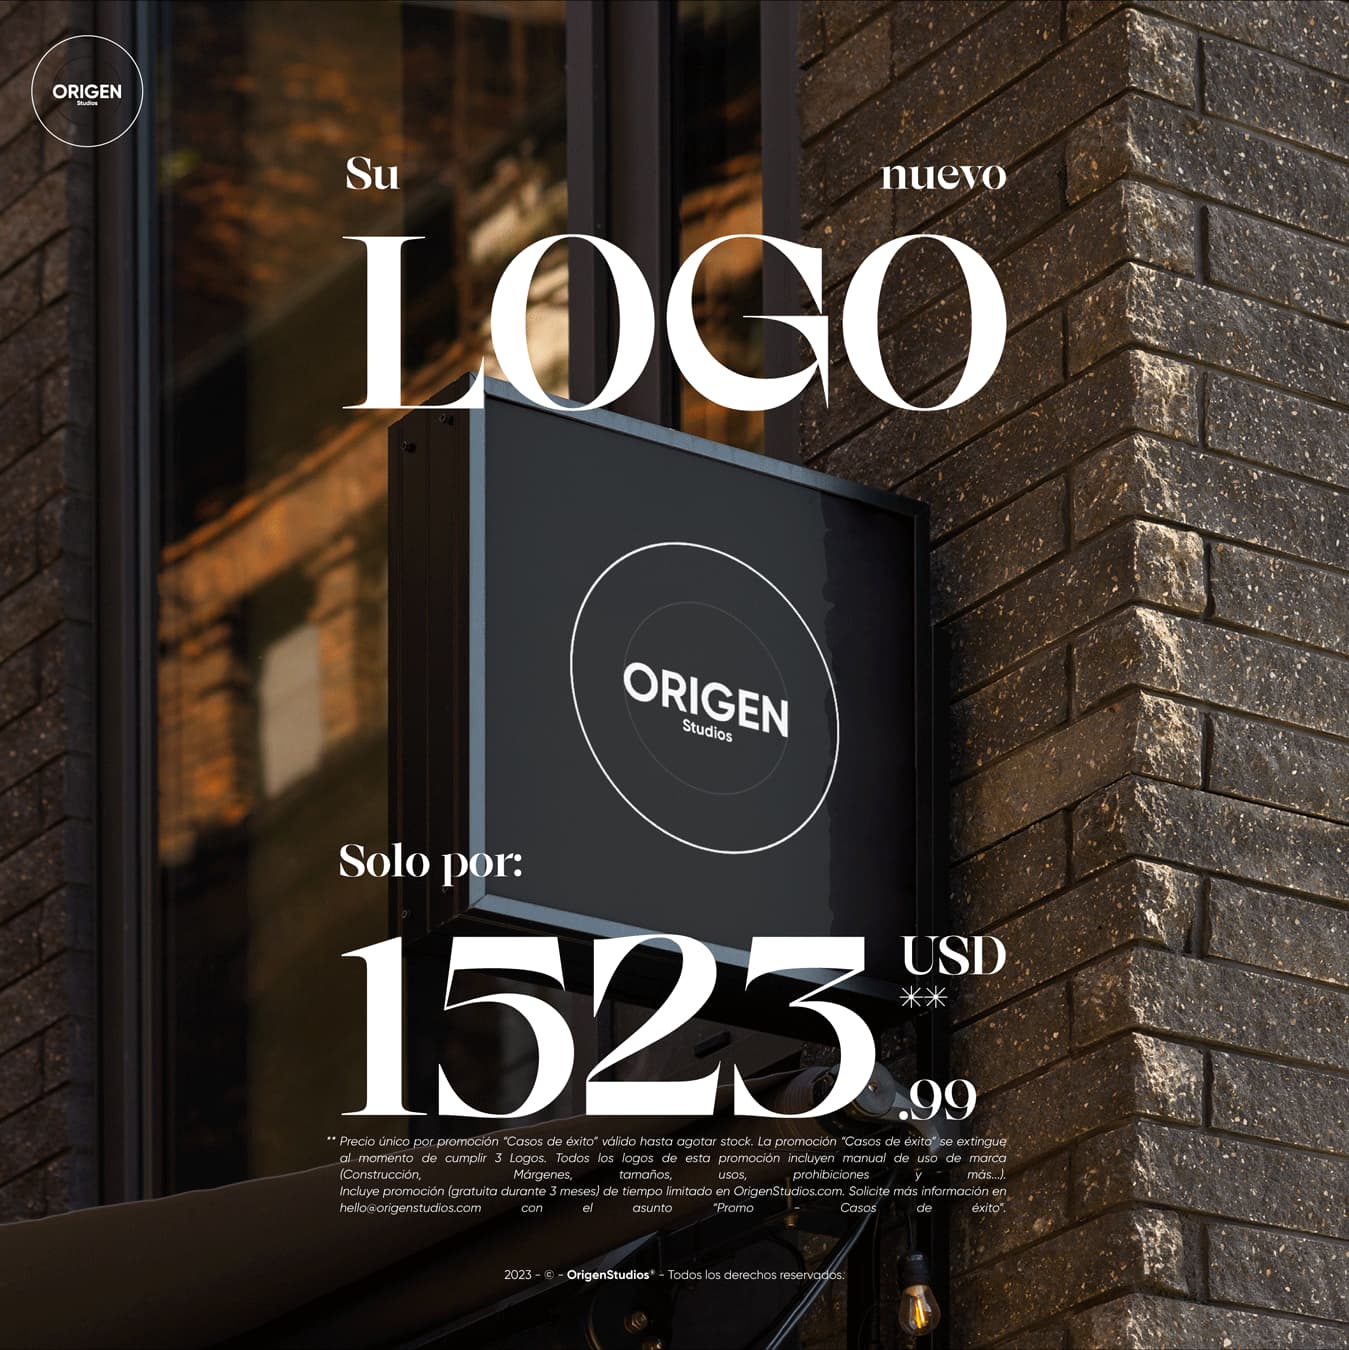 ORIGEN
Studios
Su nuevo
LOGO
ORIGEN
Studios
Solo por:
1523.99 USD
**
** Precio único por promoción "Casos de éxito" válido hasta agotar stock. La promoción "Casos de éxito" se extingue
al momento de cumplir 3 Logos. Todos los logos de esta promoción incluyen manual de uso de marca
(Construcción, Márgenes, tamaños, usos, prohibiciones y más...).
Incluye promoción (gratuita durante 3 meses) de tiempo limitado en OrigenStudios.com. Solicite más información en
hello@origenstudios.com con el asunto "Promo - Casos de éxito".
2023 - © - OrigenStudios® - Todos los derechos reservados.